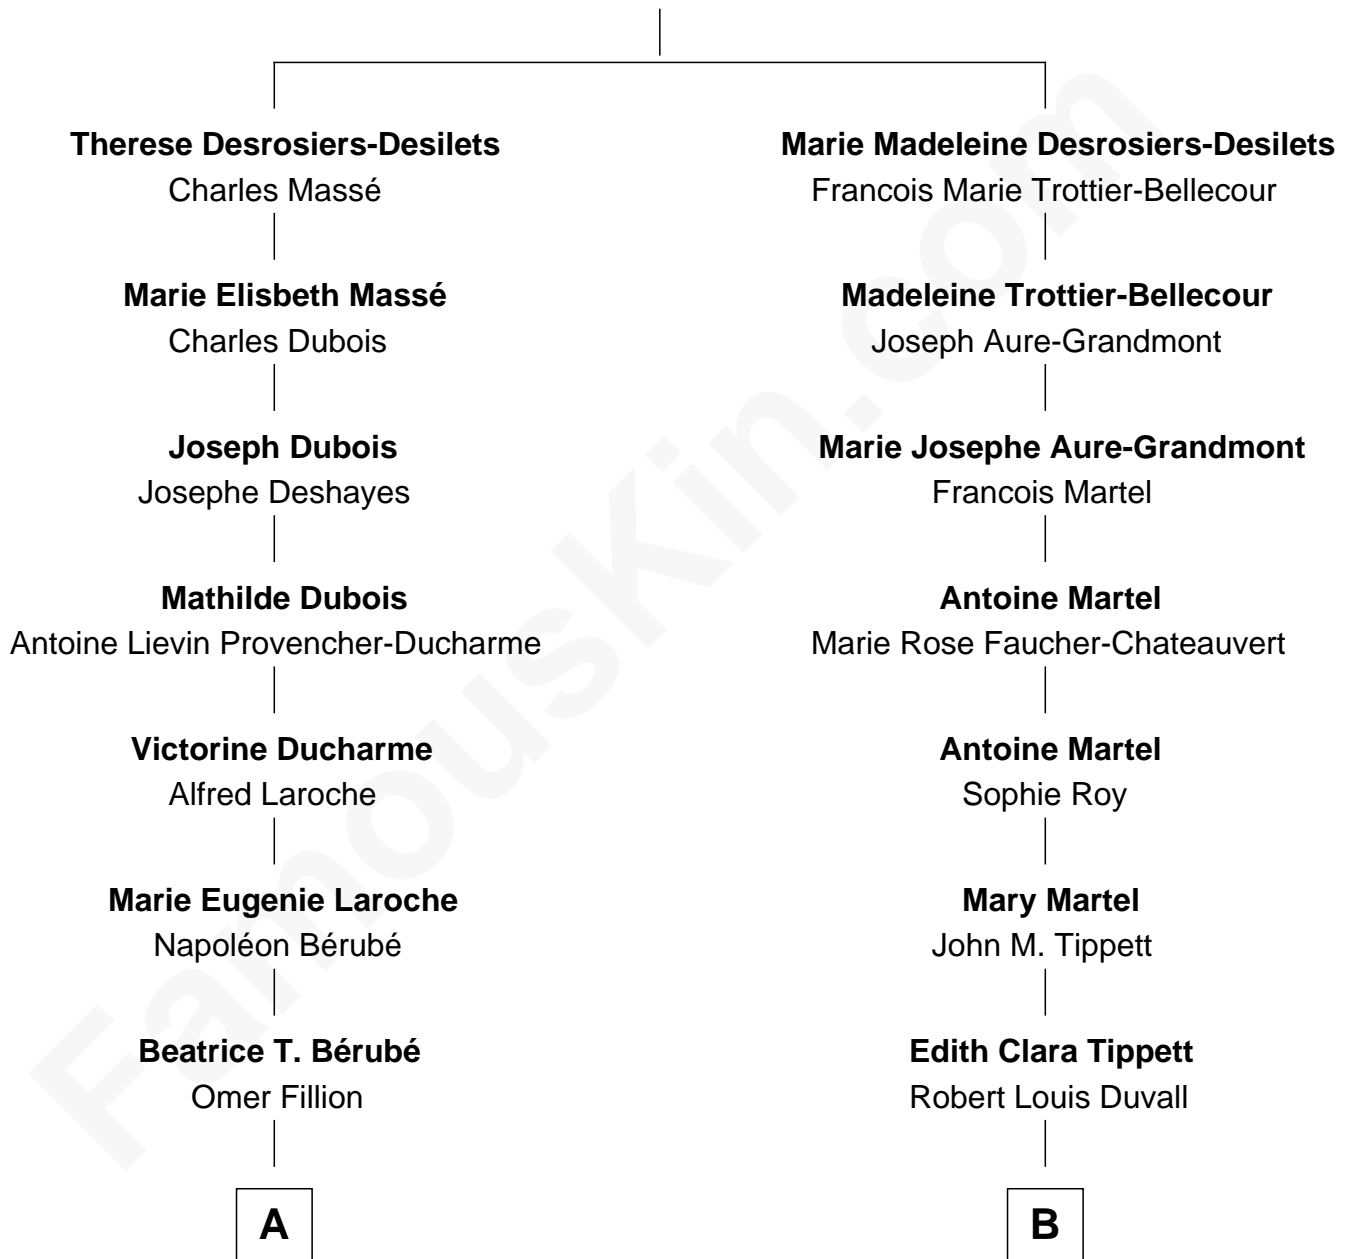 Therese Desrosiers-Desilets
Charles Massé
Marie Elisbeth Massé
Charles Dubois
Joseph Dubois
Josephe Deshayes
Mathilde Dubois
Antoine Lievin Provencher-Ducharme
Victorine Ducharme
Alfred Laroche
Marie Eugenie Laroche
Napoléon Bérubé
Beatrice T. Bérubé
Omer Fillion
A
Marie Madeleine Desrosiers-Desilets
Francois Marie Trottier-Bellecour
Madeleine Trottier-Bellecour
Joseph Aure-Grandmont
Marie Josephe Aure-Grandmont
Francois Martel
Antoine Martel
Marie Rose Faucher-Chateauvert
Antoine Martel
Sophie Roy
Mary Martel
John M. Tippett
Edith Clara Tippett
Robert Louis Duvall
B
FamousKin.com